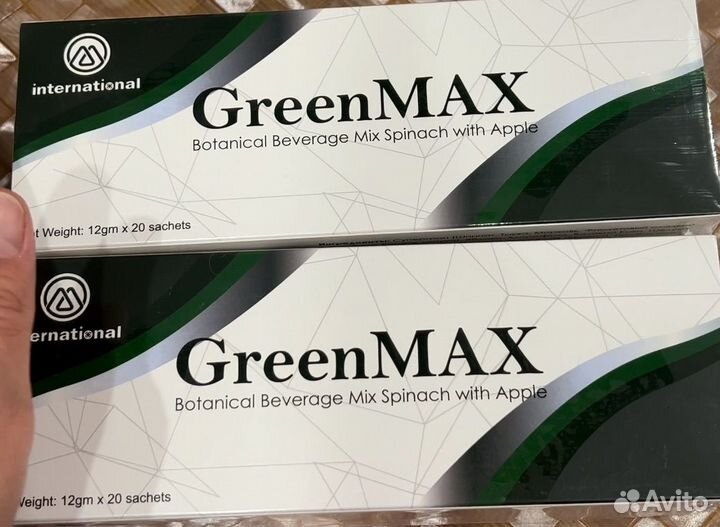 international
GreenMAX
Botanical Beverage Mix Spinach with Apple
t Weight: 12gm x 20 sachets
ernational
GreenMAX
Botanical Beverage Mix Spinach with Apple
Weight: 12gm x 20 sachets
Avito